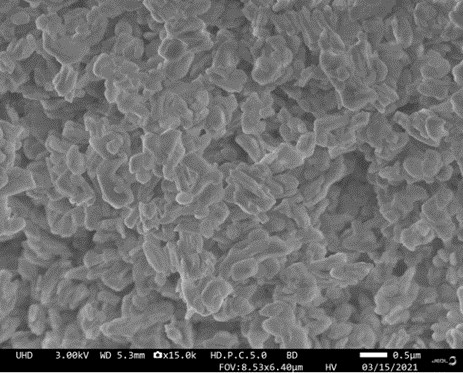 UHD 3.00kV WD 5.3mm x15.0k HD.P.C.5.0 BD 0.5μm
FOV:8.53x6.40μm HV 03/15/2021